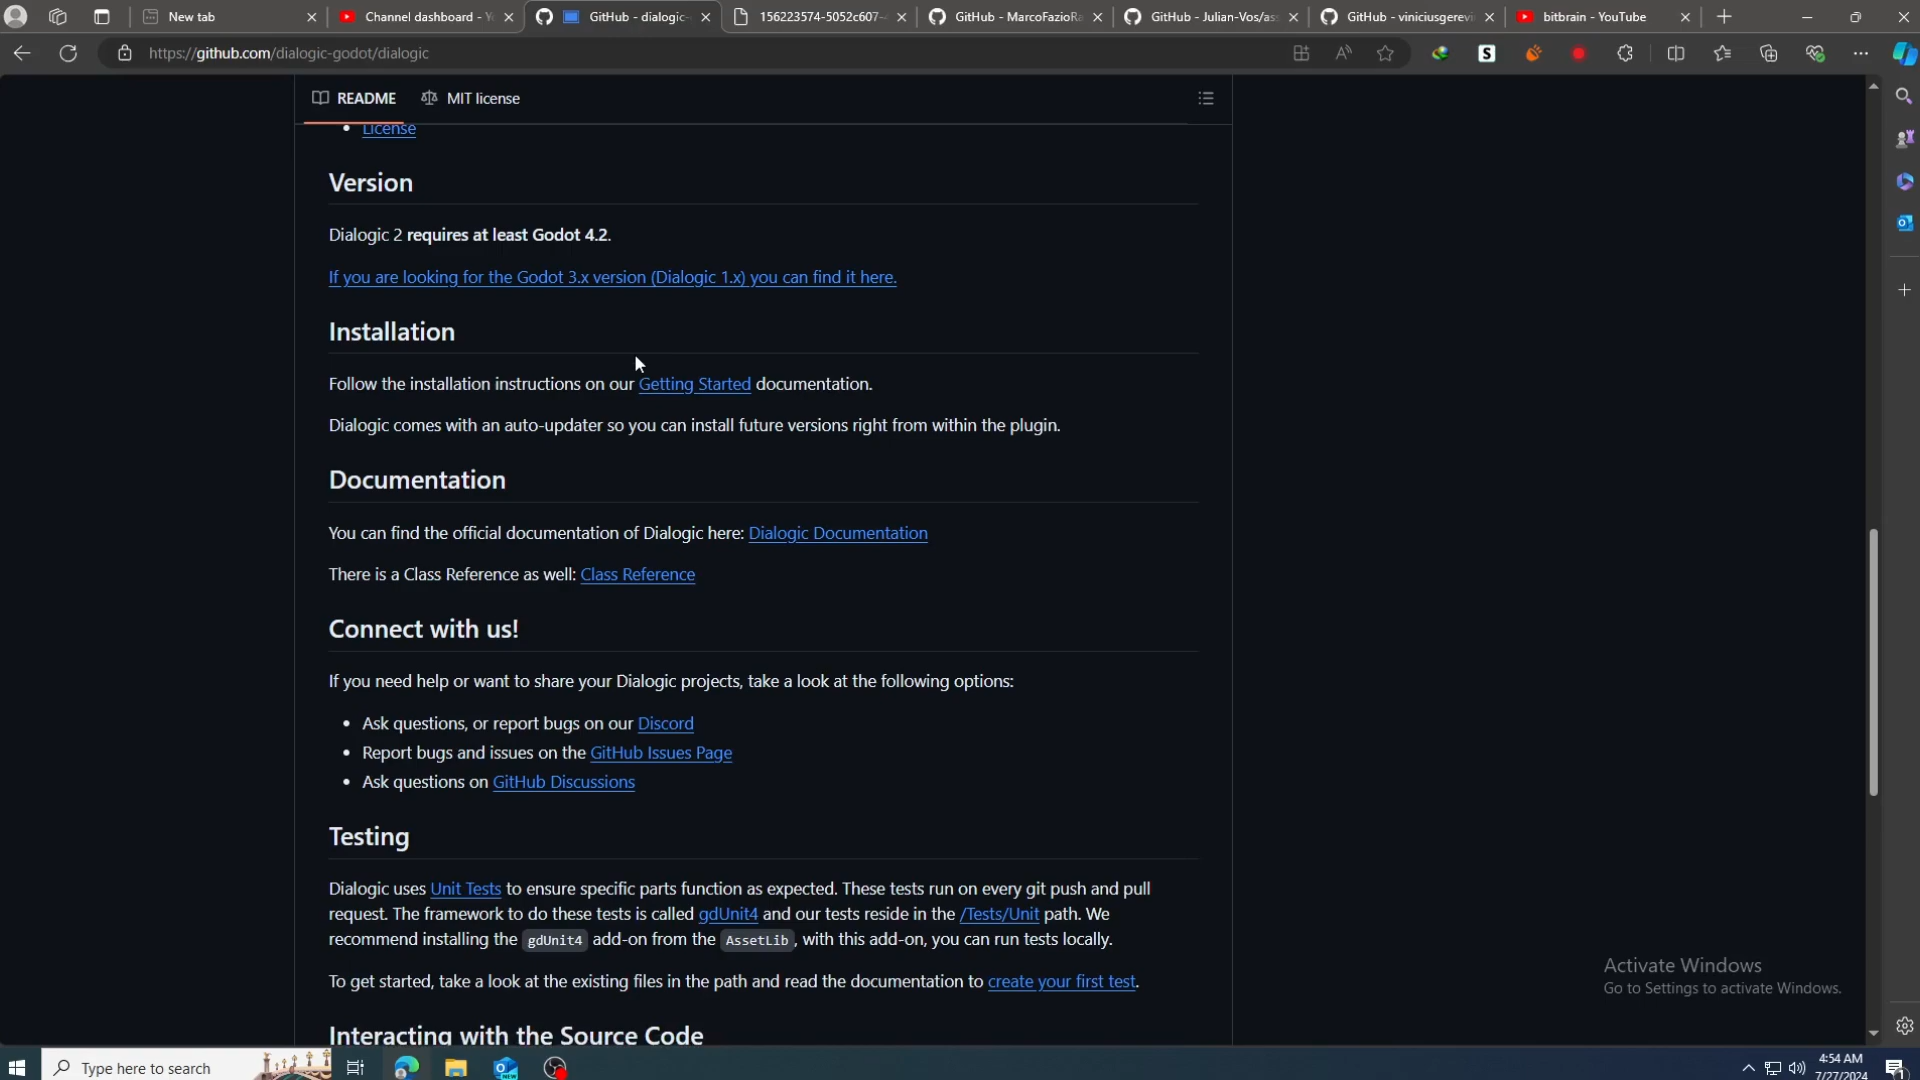 New tab
Channel dashboard - Y
GitHub - dialogic-
156223574-5052c607-
GitHub - MarcoFazioRa
GitHub - Julian-Vos/as
GitHub - viniciusgerevi
bitbrain - YouTube
https://github.com/dialogic-godot/dialogic
README
MIT license
License
Version
Dialogic 2 requires at least Godot 4.2.
If you are looking for the Godot 3.x version (Dialogic 1.x) you can find it here.
Installation
Follow the installation instructions on our Getting Started documentation.
Dialogic comes with an auto-updater so you can install future versions right from within the plugin.
Documentation
You can find the official documentation of Dialogic here: Dialogic Documentation
There is a Class Reference as well: Class Reference
Connect with us!
If you need help or want to share your Dialogic projects, take a look at the following options:
• Ask questions, or report bugs on our Discord
• Report bugs and issues on the GitHub Issues Page
• Ask questions on GitHub Discussions
Testing
Dialogic uses Unit Tests to ensure specific parts function as expected. These tests run on every git push and pull
request. The framework to do these tests is called gdUnit4 and our tests reside in the /Tests/Unit path. We
recommend installing the gdUnit4 add-on from the AssetLib, with this add-on, you can run tests locally.
To get started, take a look at the existing files in the path and read the documentation to create your first test.
Interacting with the Source Code
Activate Windows
Go to Settings to activate Windows.
Type here to search
4:54 AM
7/27/2024